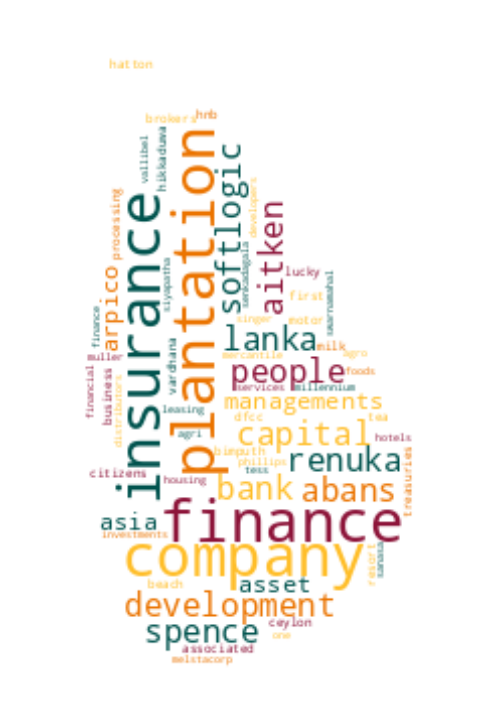 hatton
brokers
hnb
vallibel
hikkaduwa
plantation
softlogic
processing
insurance
developers
aitken
senkadagala
arpico
siyapatha
lucky
swarnamahal
first
finance
singer
motor
vardhana
lanka
milk
muller
mercantile
agro
people
foods
financial
business
services
millennium
distributors
leasing
managements
dfcc
tea
agri
capital
hotels
bimputh
renuka
phillips
tess
citizens
housing
bank
abans
treasuries
asia
finance
investments
company
resort
sanasa
beach
asset
development
spence
ceylon
one
associated
melstacorp